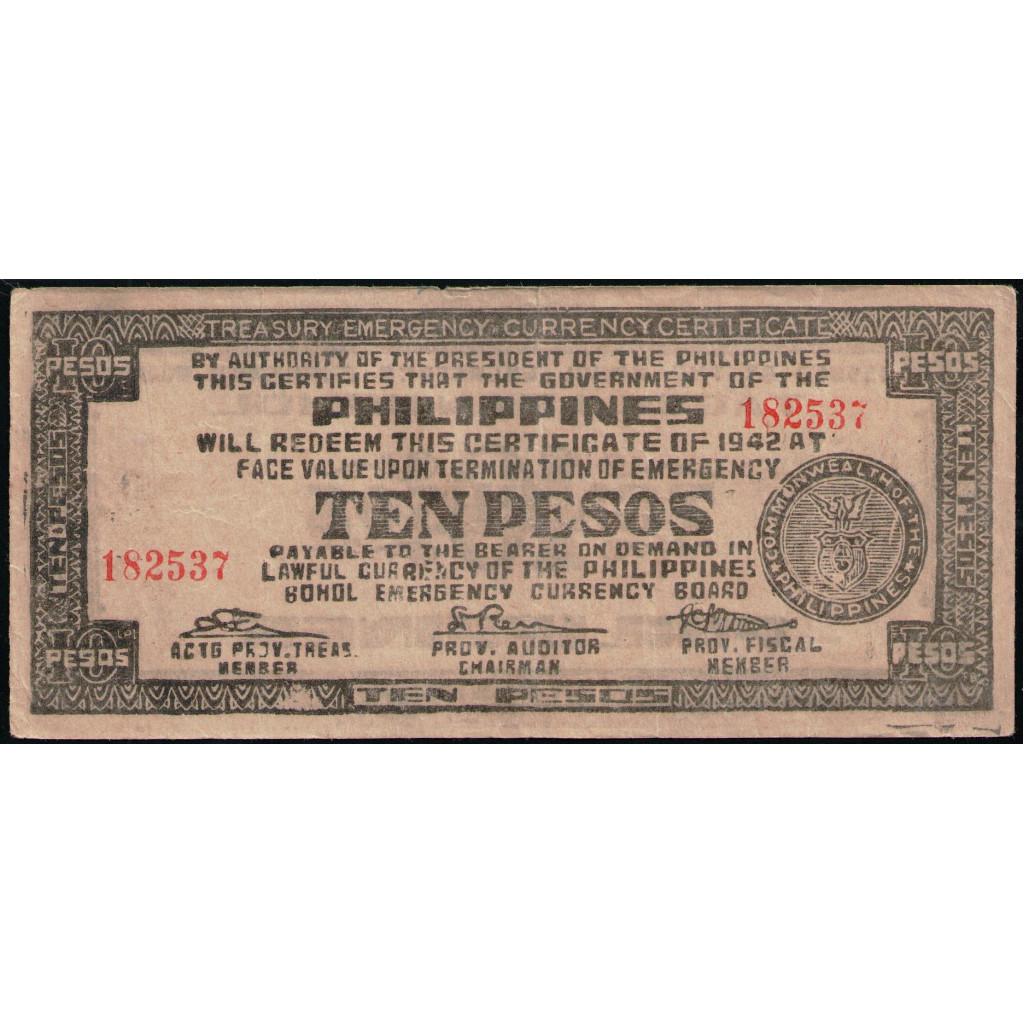 TREASURY EMERGENCY CURRENCY CERTIFICATE
10 PESOS
10 PESOS
BY AUTHORITY OF THE PRESIDENT OF THE PHILIPPINES
THIS CERTIFIES THAT THE GOVERNMENT OF THE
PHILIPPINES
182537
WILL REDEEM THIS CERTIFICATE OF 1942 AT
FACE VALUE UPON TERMINATION OF EMERGENCY
TEN PESOS
TEN PESOS
TEN PESOS
COMMONWEALTH OF THE PHILIPPINES
182537
PAYABLE TO THE BEARER ON DEMAND IN
LAWFUL CURRENCY OF THE PHILIPPINES
BOHOL EMERGENCY CURRENCY BOARD
ACTG PROV. TREAS. PROV. AUDITOR PROV. FISCAL
MEMBER CHAIRMAN MEMBER
10 PESOS
10 PESOS
TEN PESOS